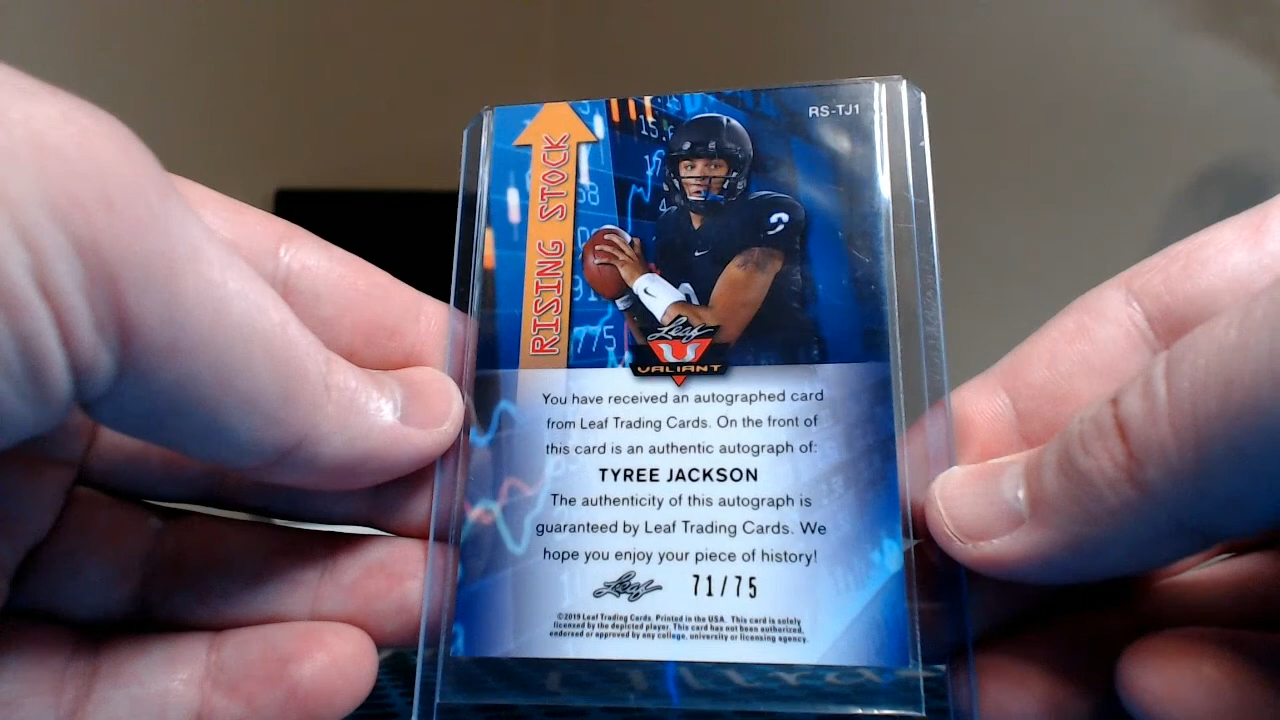 RS-TJ1
RISING STOCK
Leaf
VALIANT
You have received an autographed card
from Leaf Trading Cards. On the front of
this card is an authentic autograph of:
TYREE JACKSON
The authenticity of this autograph is
guaranteed by Leaf Trading Cards. We
hope you enjoy your piece of history!
Leaf 71/75
©2019 Leaf Trading Cards. Printed in the USA. This card is solely
licensed by the depicted player. This card has not been authorized,
endorsed or approved by any college, university or licensing agency.